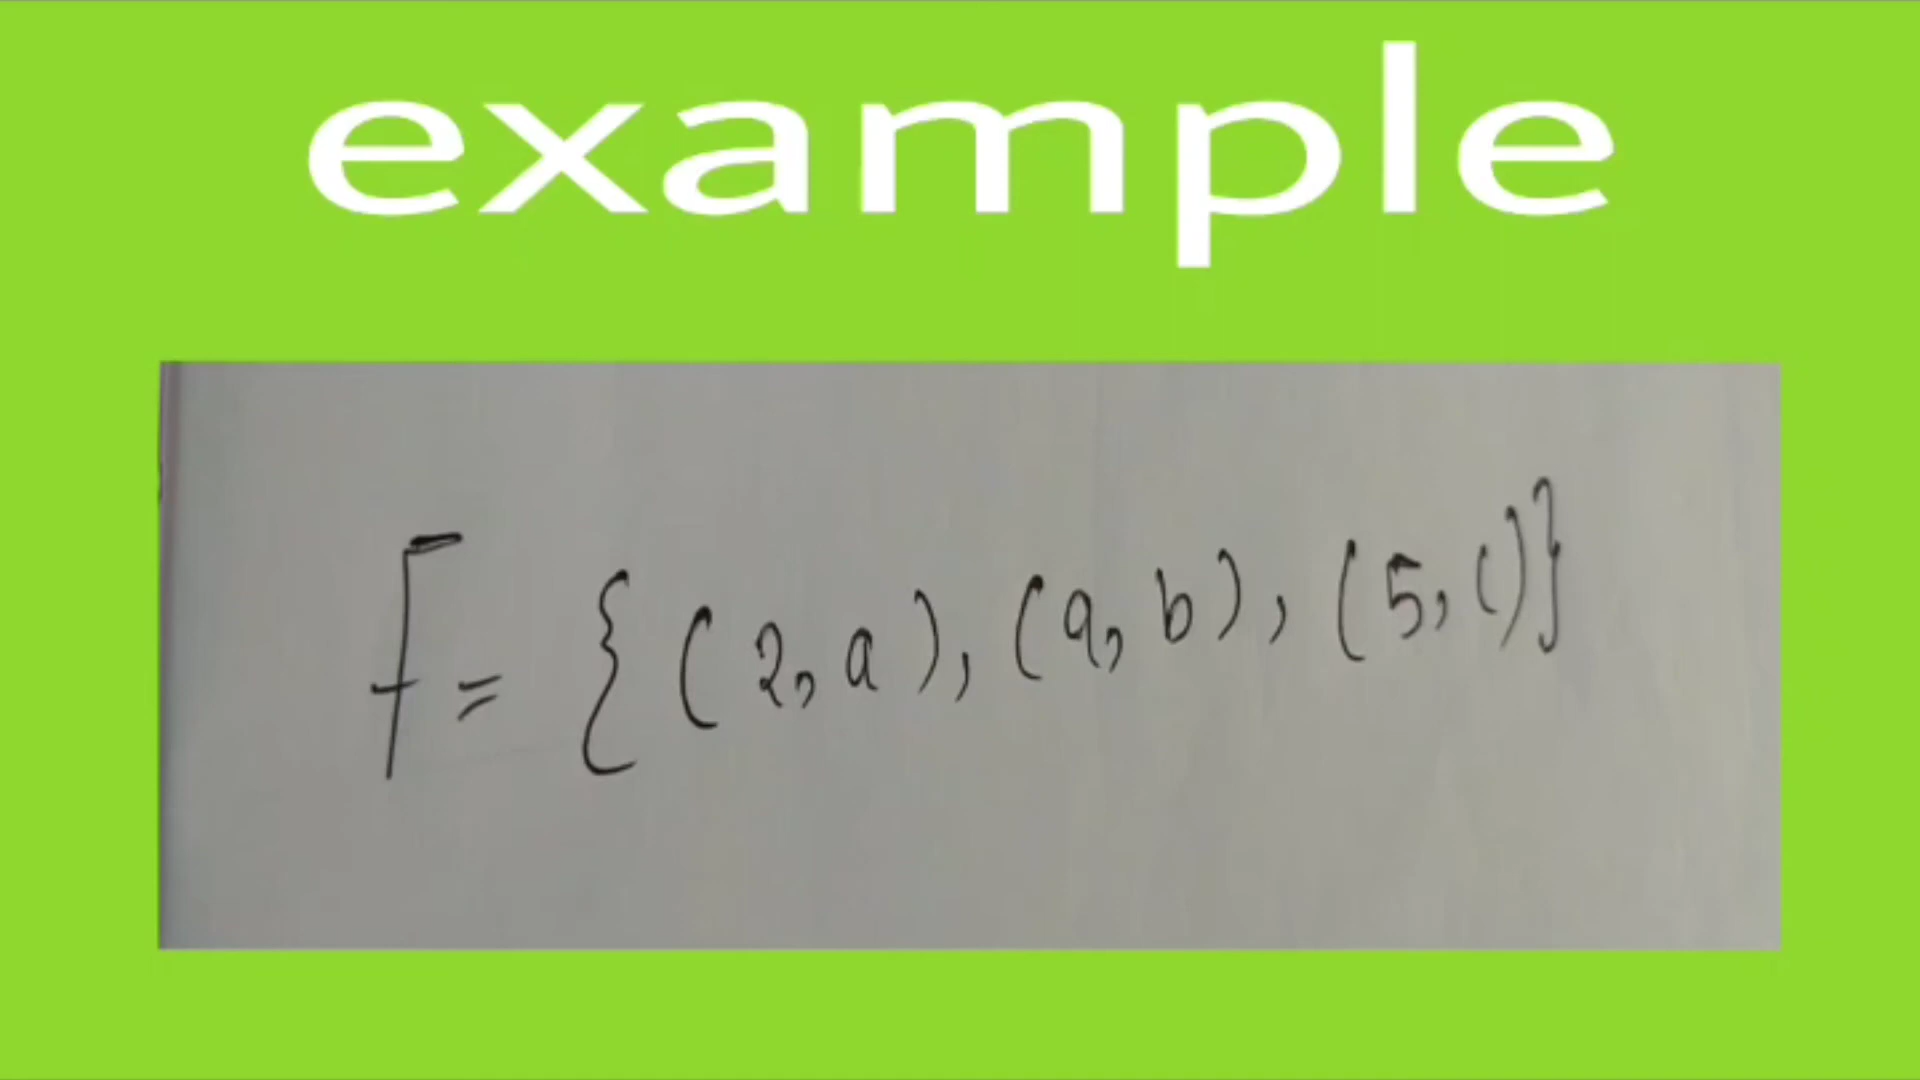 example
f = { ( 2, a ), ( 9, b ), ( 5, c ) }